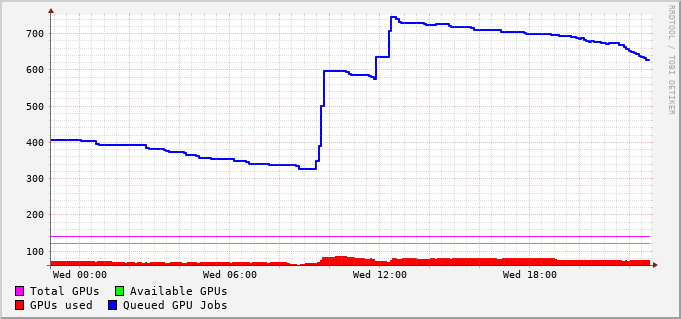 700
600
500
400
300
200
100
Wed 00:00 Wed 06:00 Wed 12:00 Wed 18:00
Total GPUs Available GPUs
GPUs used Queued GPU Jobs
RRDTOOL / TOBI OETIKER